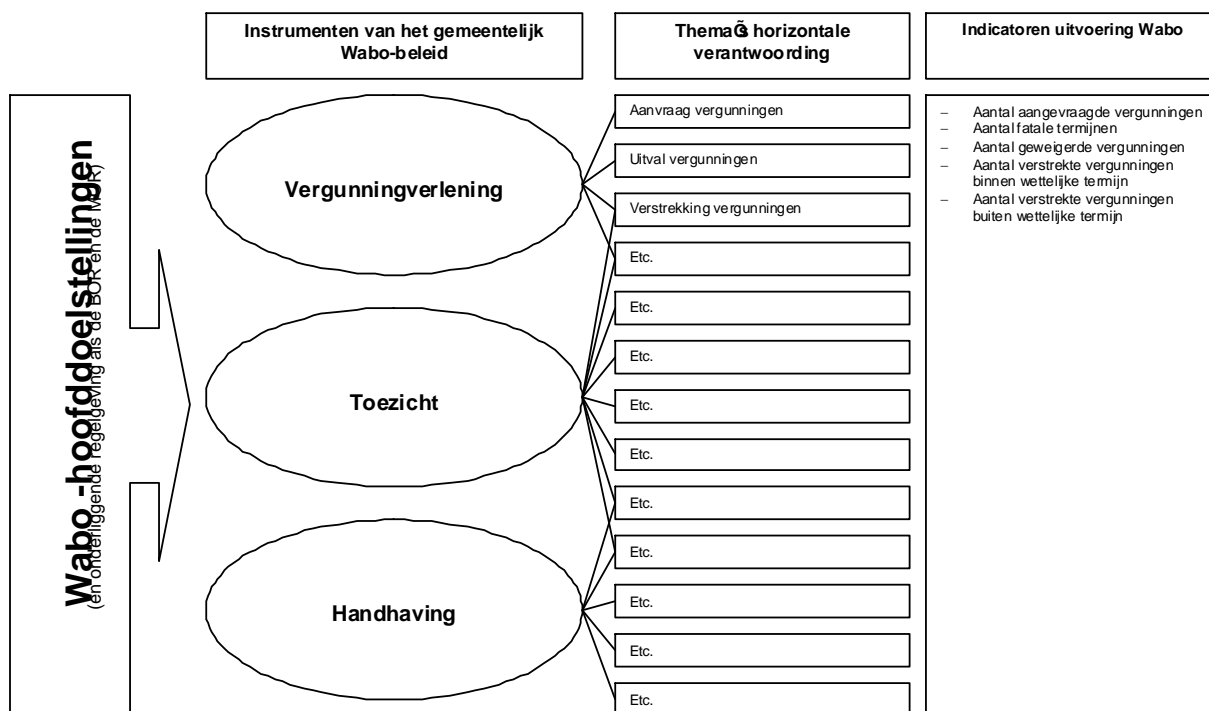 Instrumenten van het gemeentelijk
Wabo-beleid
ThemaÕs horizontale
verantwoording
Indicatoren uitvoering Wabo
Wabo -hoofddoelstellingen
(en onderliggende regelgeving als de BOR en de MOR)
Vergunningverlening
Toezicht
Handhaving
Aanvraag vergunningen
Uitval vergunningen
Verstrekking vergunningen
Etc.
Etc.
Etc.
Etc.
Etc.
Etc.
Etc.
Etc.
Etc.
Etc.
– Aantal aangevraagde vergunningen
– Aantal fatale termijnen
– Aantal geweigerde vergunningen
– Aantal verstrekte vergunningen
binnen wettelijke termijn
– Aantal verstrekte vergunningen
buiten wettelijke termijn